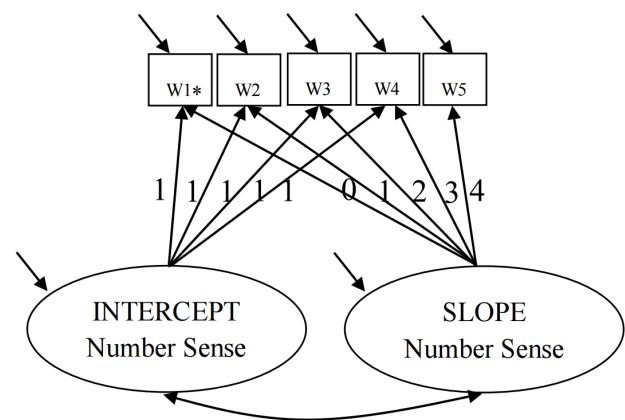 W1* W2 W3 W4 W5
1 1 1 1 1 0 1 2 3 4
INTERCEPT
Number Sense
SLOPE
Number Sense